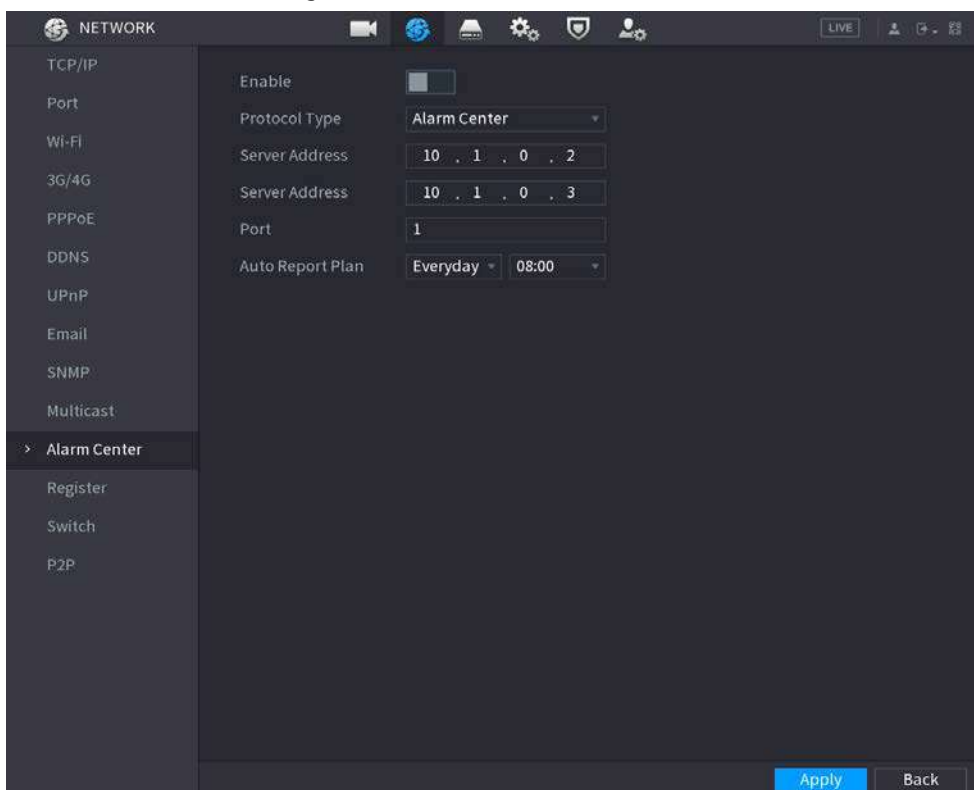 NETWORK LIVE
TCP/IP
Port
Wi-Fi
3G/4G
PPPoE
DDNS
UPnP
Email
SNMP
Multicast
> Alarm Center
Register
Switch
P2P
Enable
Protocol Type Alarm Center
Server Address 10 . 1 . 0 . 2
Server Address 10 . 1 . 0 . 3
Port 1
Auto Report Plan Everyday 08:00
Apply Back